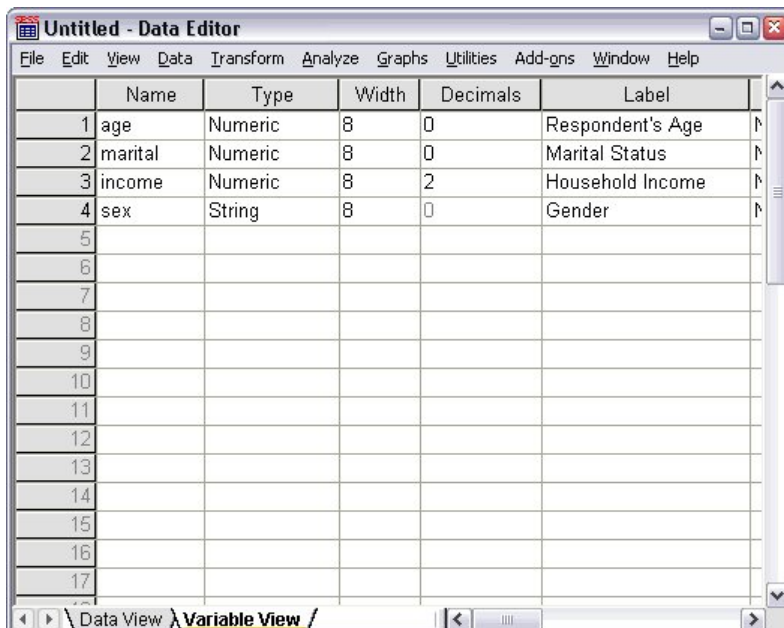 Untitled - Data Editor
File Edit View Data Transform Analyze Graphs Utilities Add-ons Window Help
Name Type Width Decimals Label
1 age Numeric 8 0 Respondent's Age
2 marital Numeric 8 0 Marital Status
3 income Numeric 8 2 Household Income
4 sex String 8 0 Gender
5
6
7
8
9
10
11
12
13
14
15
16
17
Data View Variable View